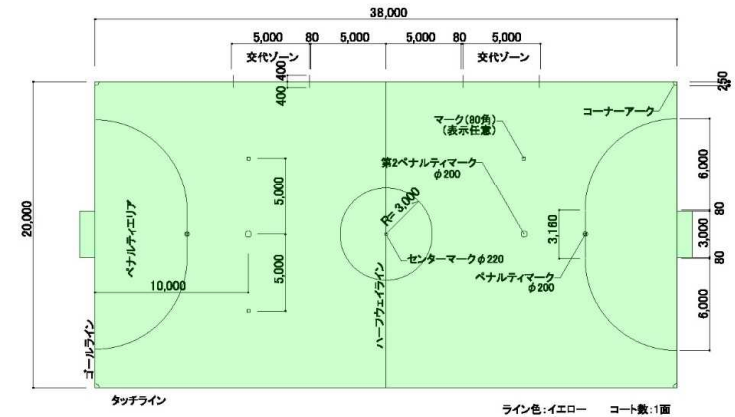 38,000
5,000 80 5,000 5,000 80 5,000
交代ゾーン 交代ゾーン
400
400
250
コーナーアーク
マーク(80角)
(表示任意)
第2ペナルティマーク
φ200
5,000
5,000
R=3,000
20,000
ペナルティエリア
10,000
センターマークφ220
ハーフウェイライン
3,160
ペナルティマーク
φ200
6,000
80
3,000
80
6,000
ゴールライン
タッチライン
ライン色:イエロー コート数:1面